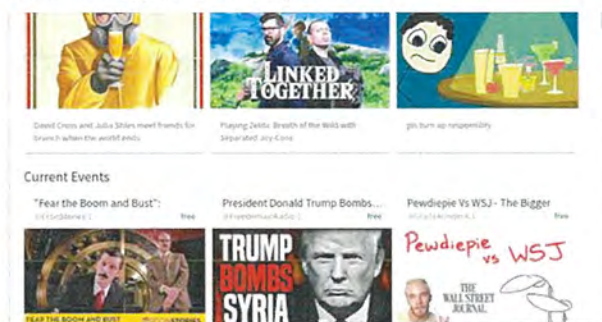 LINKED
TOGETHER
David Cross and Julia Stiles meet friends for
brunch when the world ends.
Playing Zelda: Breath of the Wild with
Separated Joy-Cons
pls turn up responsibly
Current Events
"Fear the Boom and Bust":
free
President Donald Trump Bombs...
free
Pewdiepie Vs WSJ - The Bigger
free
FEAR THE BOOM AND BUST
STORIES
TRUMP
BOMBS
SYRIA
Pewdiepie
vs WSJ
THE
WALL STREET
JOURNAL.